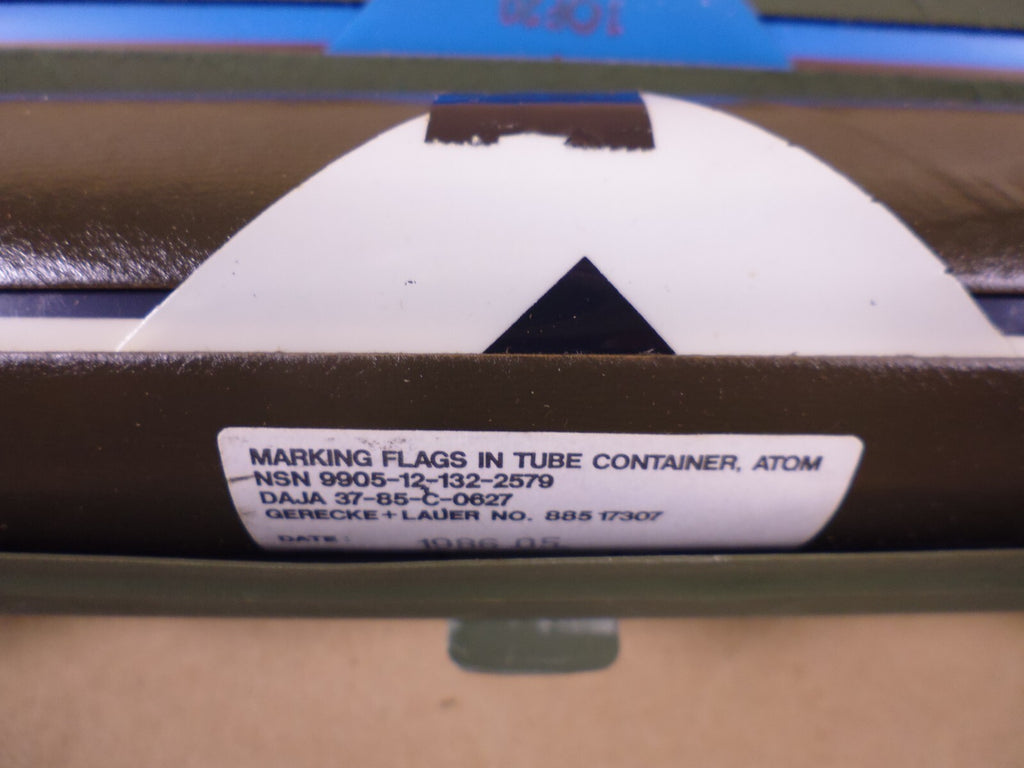 10F20
MARKING FLAGS IN TUBE CONTAINER, ATOM
NSN 9905-12-132-2579
DAJA 37-85-C-0627
GERECKE + LAUER NO. 885 17307
DATE: 1986 05